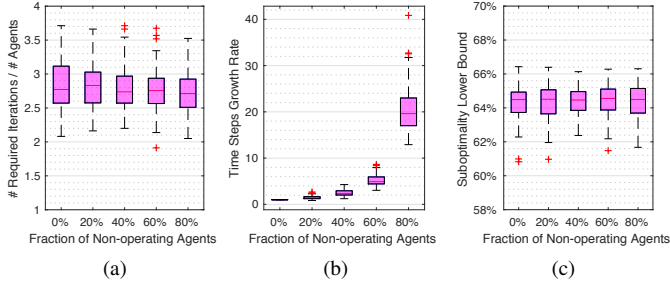 # Required Iterations / # Agents
4
3.5
3
2.5
2
1.5
1
0% 20% 40% 60% 80%
Fraction of Non-operating Agents
(a)
Time Steps Growth Rate
40
30
20
10
0
0% 20% 40% 60% 80%
Fraction of Non-operating Agents
(b)
Suboptimality Lower Bound
70%
68%
66%
64%
62%
60%
58%
0% 20% 40% 60% 80%
Fraction of Non-operating Agents
(c)